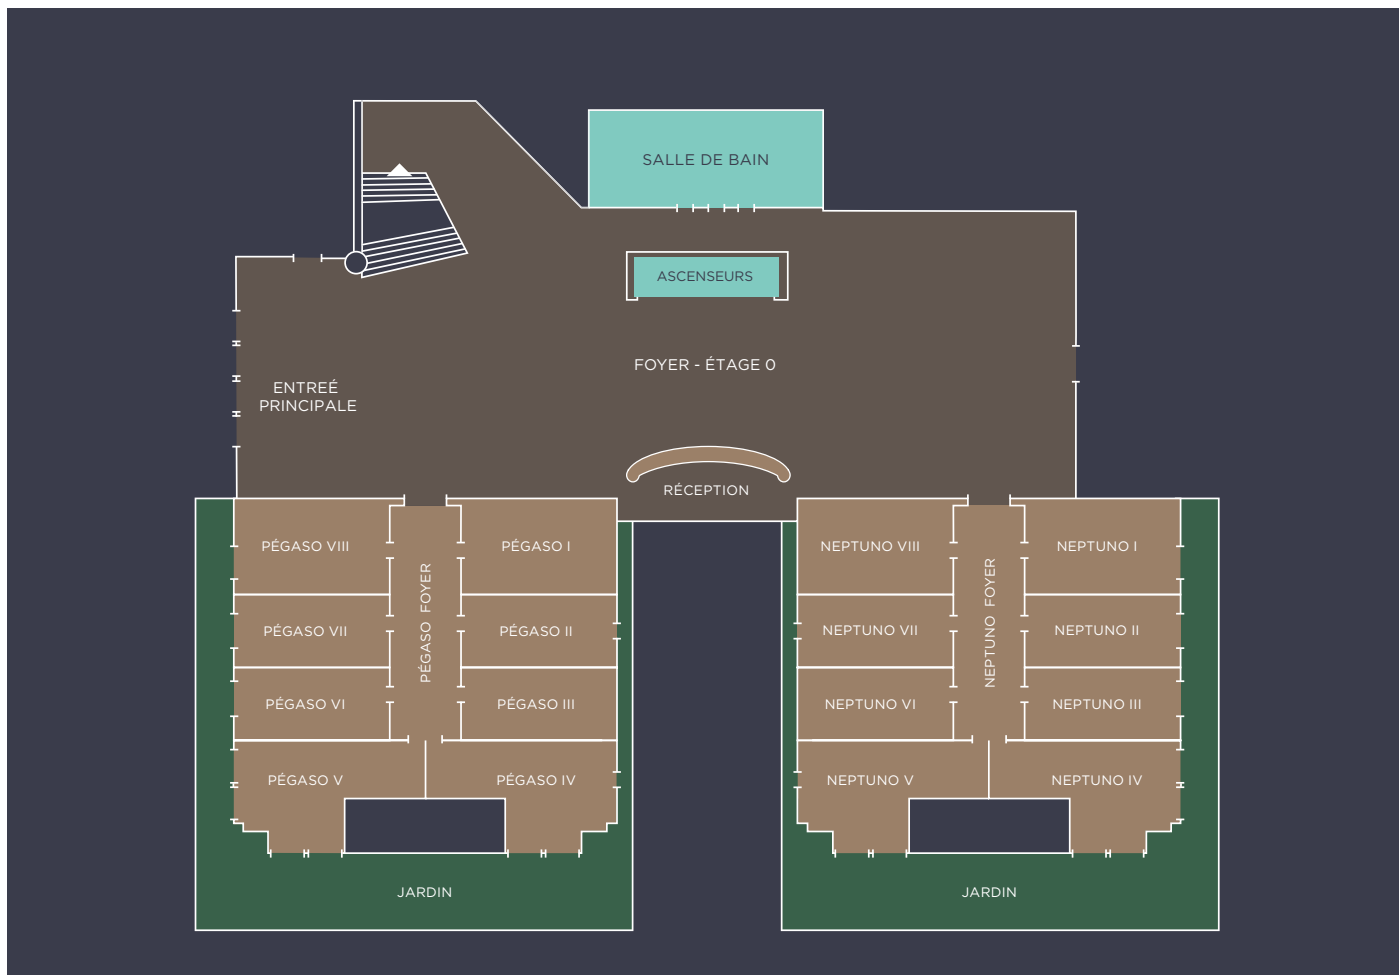 SALLE DE BAIN
ASCENSEURS
FOYER - ÉTAGE 0
ENTREÉ
PRINCIPALE
RÉCEPTION
PÉGASO VIII
PÉGASO I
PÉGASO VII
PÉGASO II
PÉGASO VI
PÉGASO III
PÉGASO V
PÉGASO IV
PÉGASO FOYER
JARDIN
NEPTUNO VIII
NEPTUNO I
NEPTUNO VII
NEPTUNO II
NEPTUNO VI
NEPTUNO III
NEPTUNO V
NEPTUNO IV
NEPTUNO FOYER
JARDIN